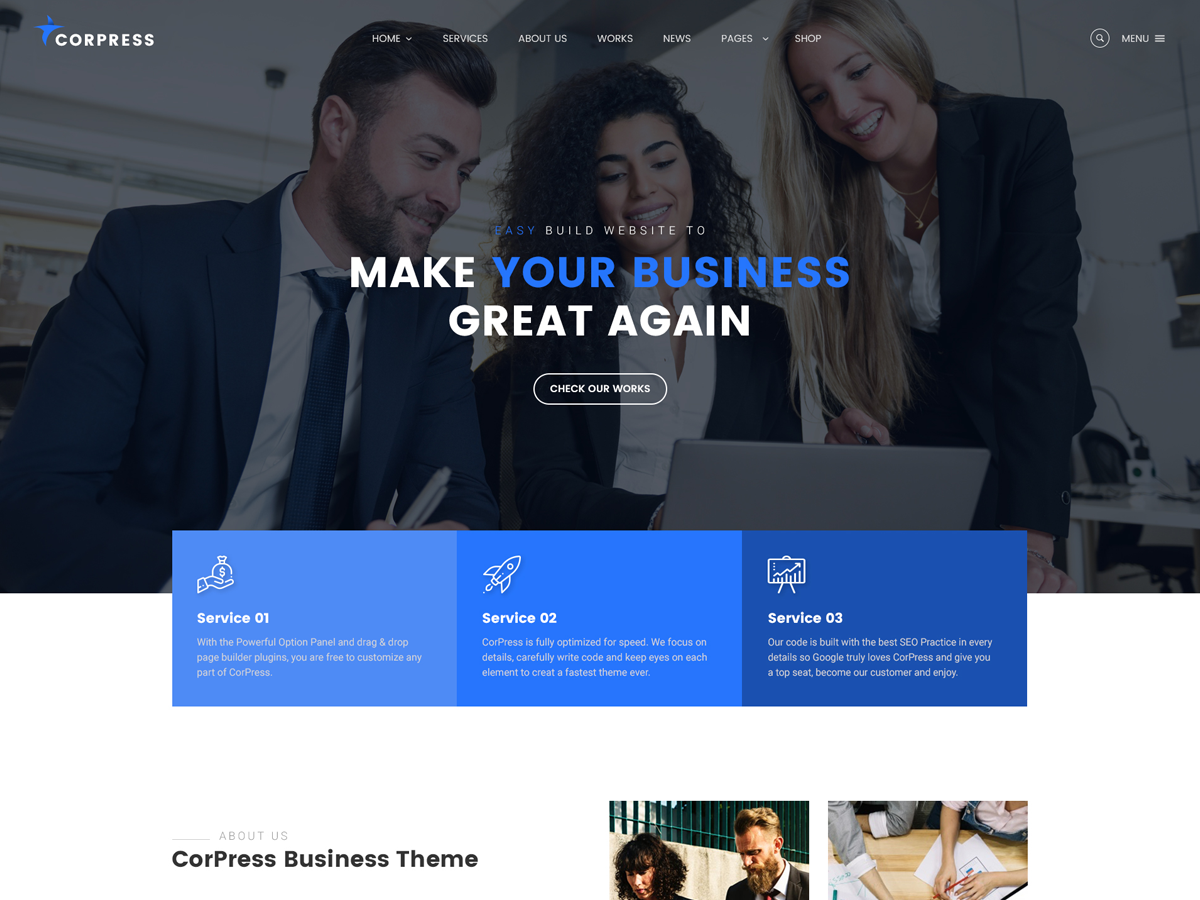 CORPRESS
HOME
SERVICES
ABOUT US
WORKS
NEWS
PAGES
SHOP
MENU
EASY BUILD WEBSITE TO
MAKE YOUR BUSINESS
GREAT AGAIN
CHECK OUR WORKS
Service 01
With the Powerful Option Panel and drag & drop
page builder plugins, you are free to customize any
part of CorPress.
Service 02
CorPress is fully optimized for speed. We focus on
details, carefully write code and keep eyes on each
element to creat a fastest theme ever.
Service 03
Our code is built with the best SEO Practice in every
details so Google truly loves CorPress and give you
a top seat, become our customer and enjoy.
ABOUT US
CorPress Business Theme